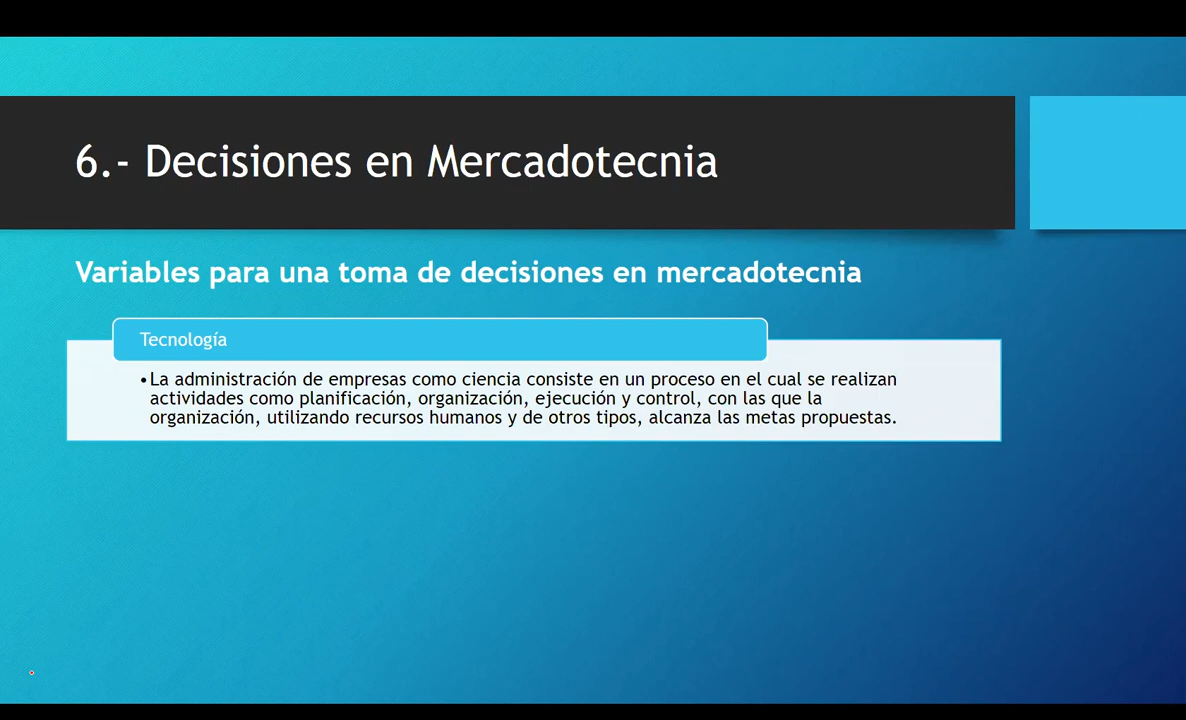 6.- Decisiones en Mercadotecnia
Variables para una toma de decisiones en mercadotecnia
Tecnología
•La administración de empresas como ciencia consiste en un proceso en el cual se realizan
actividades como planificación, organización, ejecución y control, con las que la
organización, utilizando recursos humanos y de otros tipos, alcanza las metas propuestas.